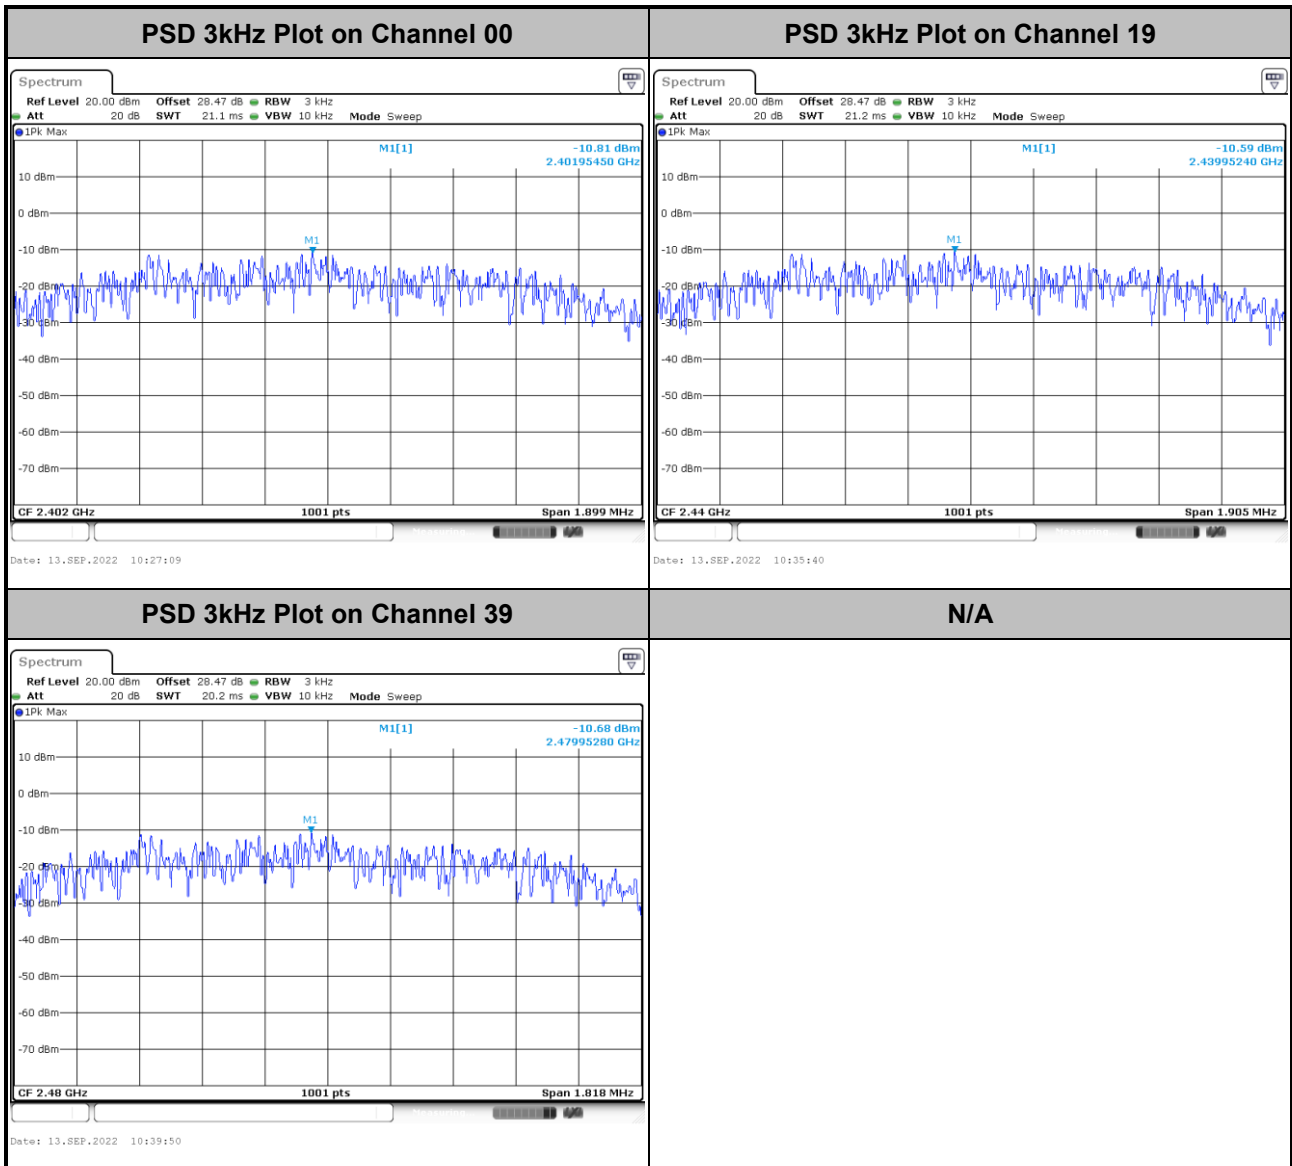 PSD 3kHz Plot on Channel 00
Spectrum
Ref Level 20.00 dBm Offset 28.47 dB RBW 3 kHz
Att 20 dB SWT 21.1 ms VBW 10 kHz Mode Sweep
1Pk Max
M1[1] -10.81 dBm
2.40195450 GHz
10 dBm
0 dBm
M1
-10 dBm
-20 dBm
-30 dBm
-40 dBm
-50 dBm
-60 dBm
-70 dBm
CF 2.402 GHz 1001 pts Span 1.899 MHz
Measuring...
Date: 13.SEP.2022 10:27:09
PSD 3kHz Plot on Channel 19
Spectrum
Ref Level 20.00 dBm Offset 28.47 dB RBW 3 kHz
Att 20 dB SWT 21.2 ms VBW 10 kHz Mode Sweep
1Pk Max
M1[1] -10.59 dBm
2.43995240 GHz
10 dBm
0 dBm
M1
-10 dBm
-20 dBm
-30 dBm
-40 dBm
-50 dBm
-60 dBm
-70 dBm
CF 2.44 GHz 1001 pts Span 1.905 MHz
Measuring...
Date: 13.SEP.2022 10:35:40
PSD 3kHz Plot on Channel 39
Spectrum
Ref Level 20.00 dBm Offset 28.47 dB RBW 3 kHz
Att 20 dB SWT 20.2 ms VBW 10 kHz Mode Sweep
1Pk Max
M1[1] -10.68 dBm
2.47995280 GHz
10 dBm
0 dBm
M1
-10 dBm
-20 dBm
-30 dBm
-40 dBm
-50 dBm
-60 dBm
-70 dBm
CF 2.48 GHz 1001 pts Span 1.818 MHz
Measuring...
Date: 13.SEP.2022 10:39:50
N/A